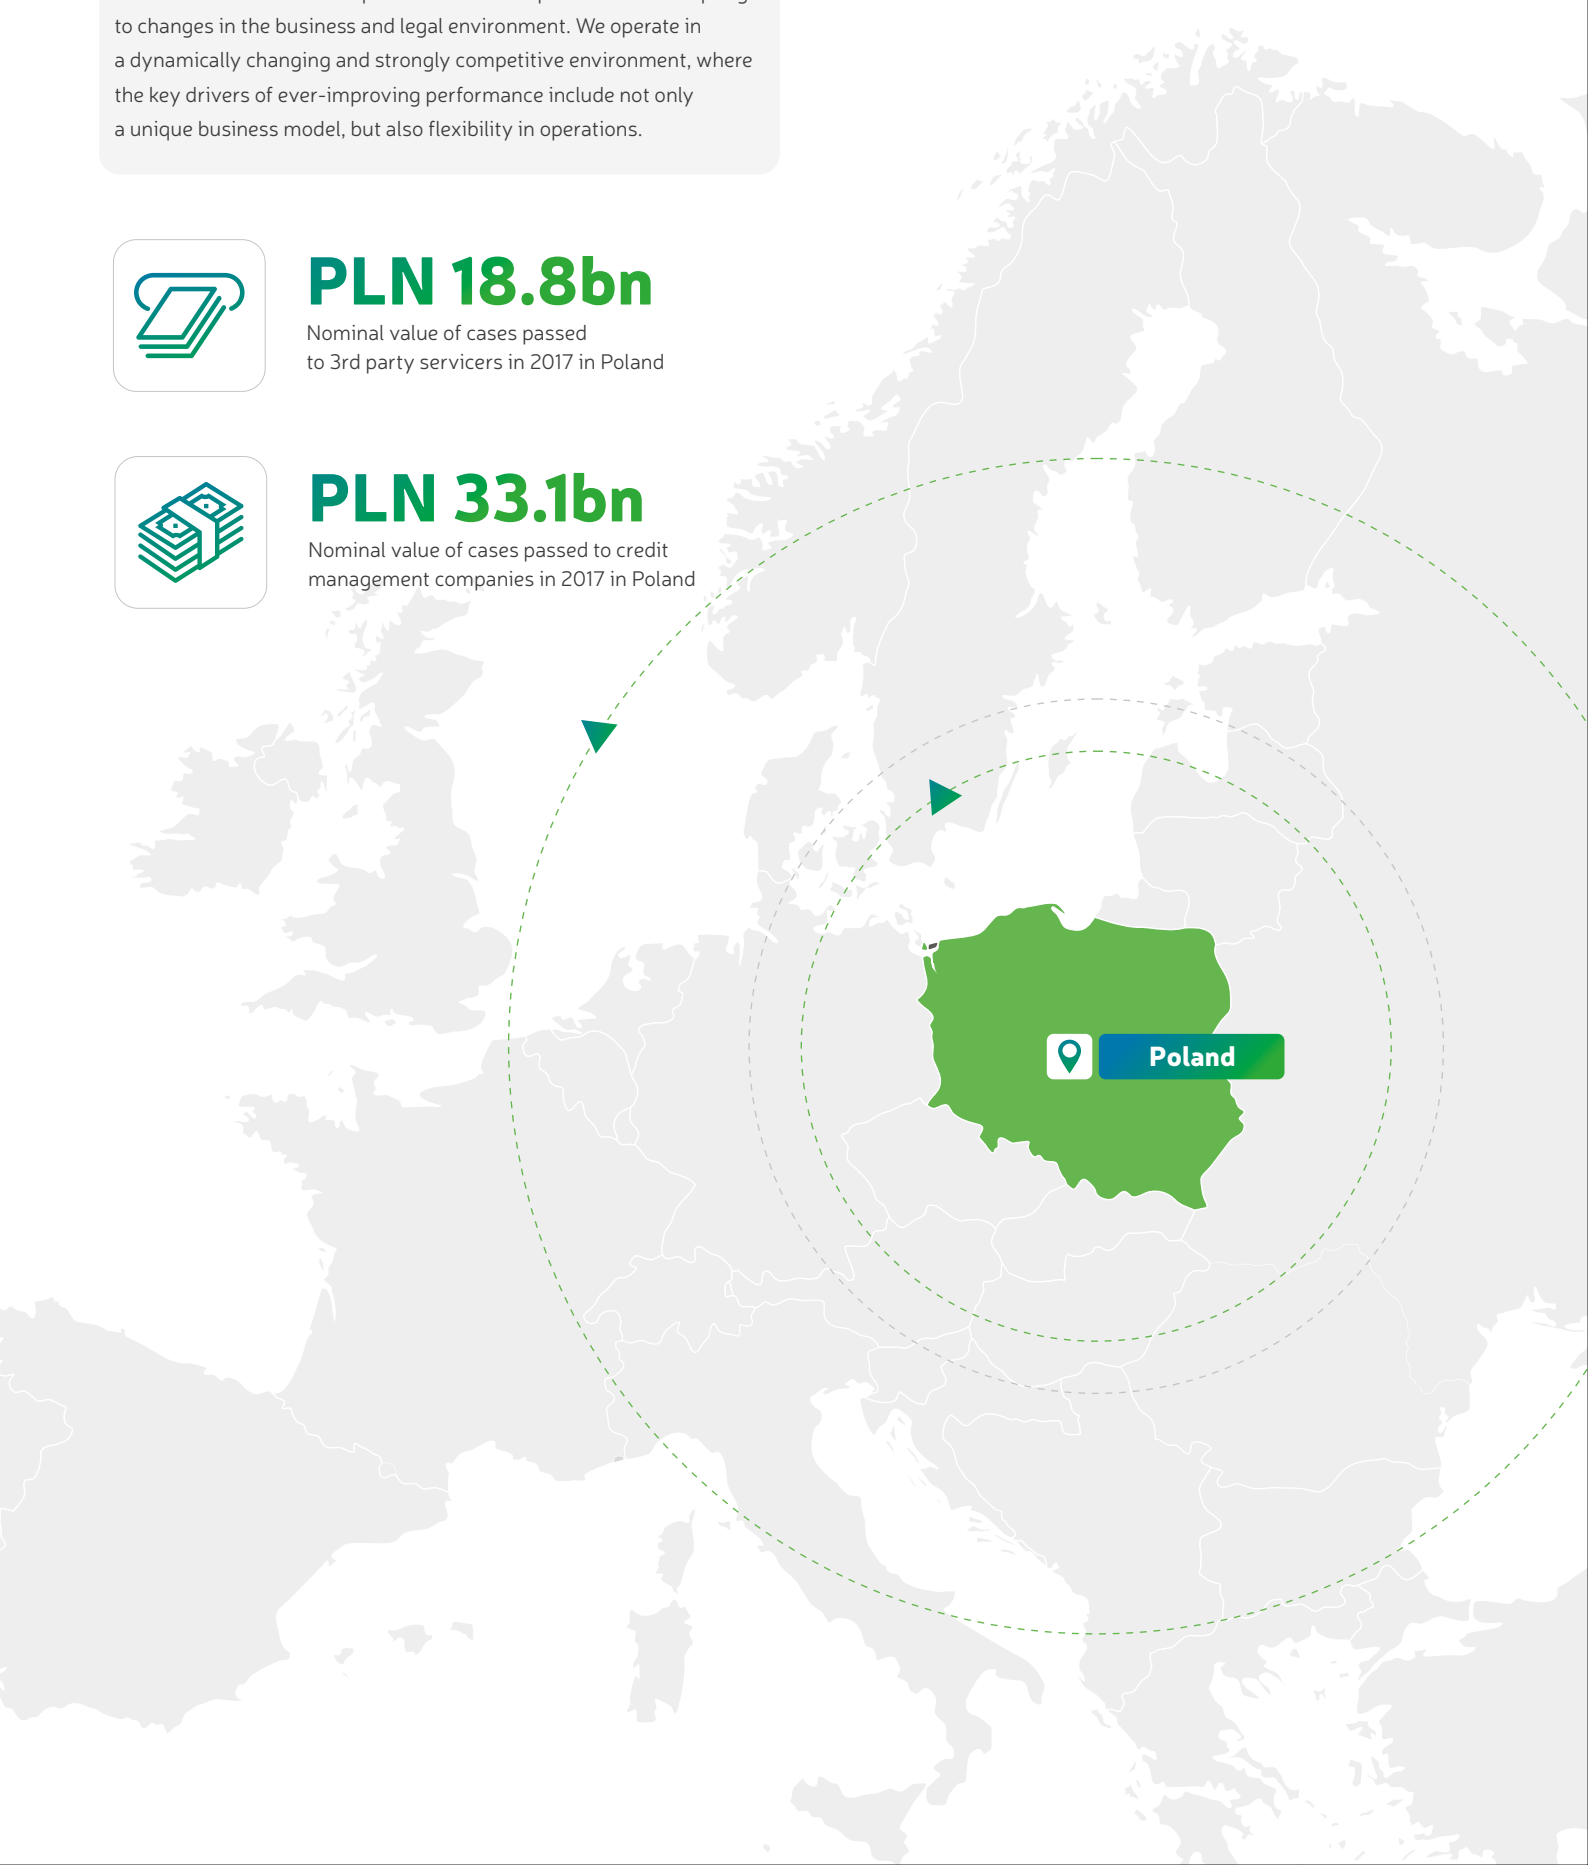 to changes in the business and legal environment. We operate in
a dynamically changing and strongly competitive environment, where
the key drivers of ever-improving performance include not only
a unique business model, but also flexibility in operations.
PLN 18.8bn
Nominal value of cases passed
to 3rd party servicers in 2017 in Poland
PLN 33.1bn
Nominal value of cases passed to credit
management companies in 2017 in Poland
Poland